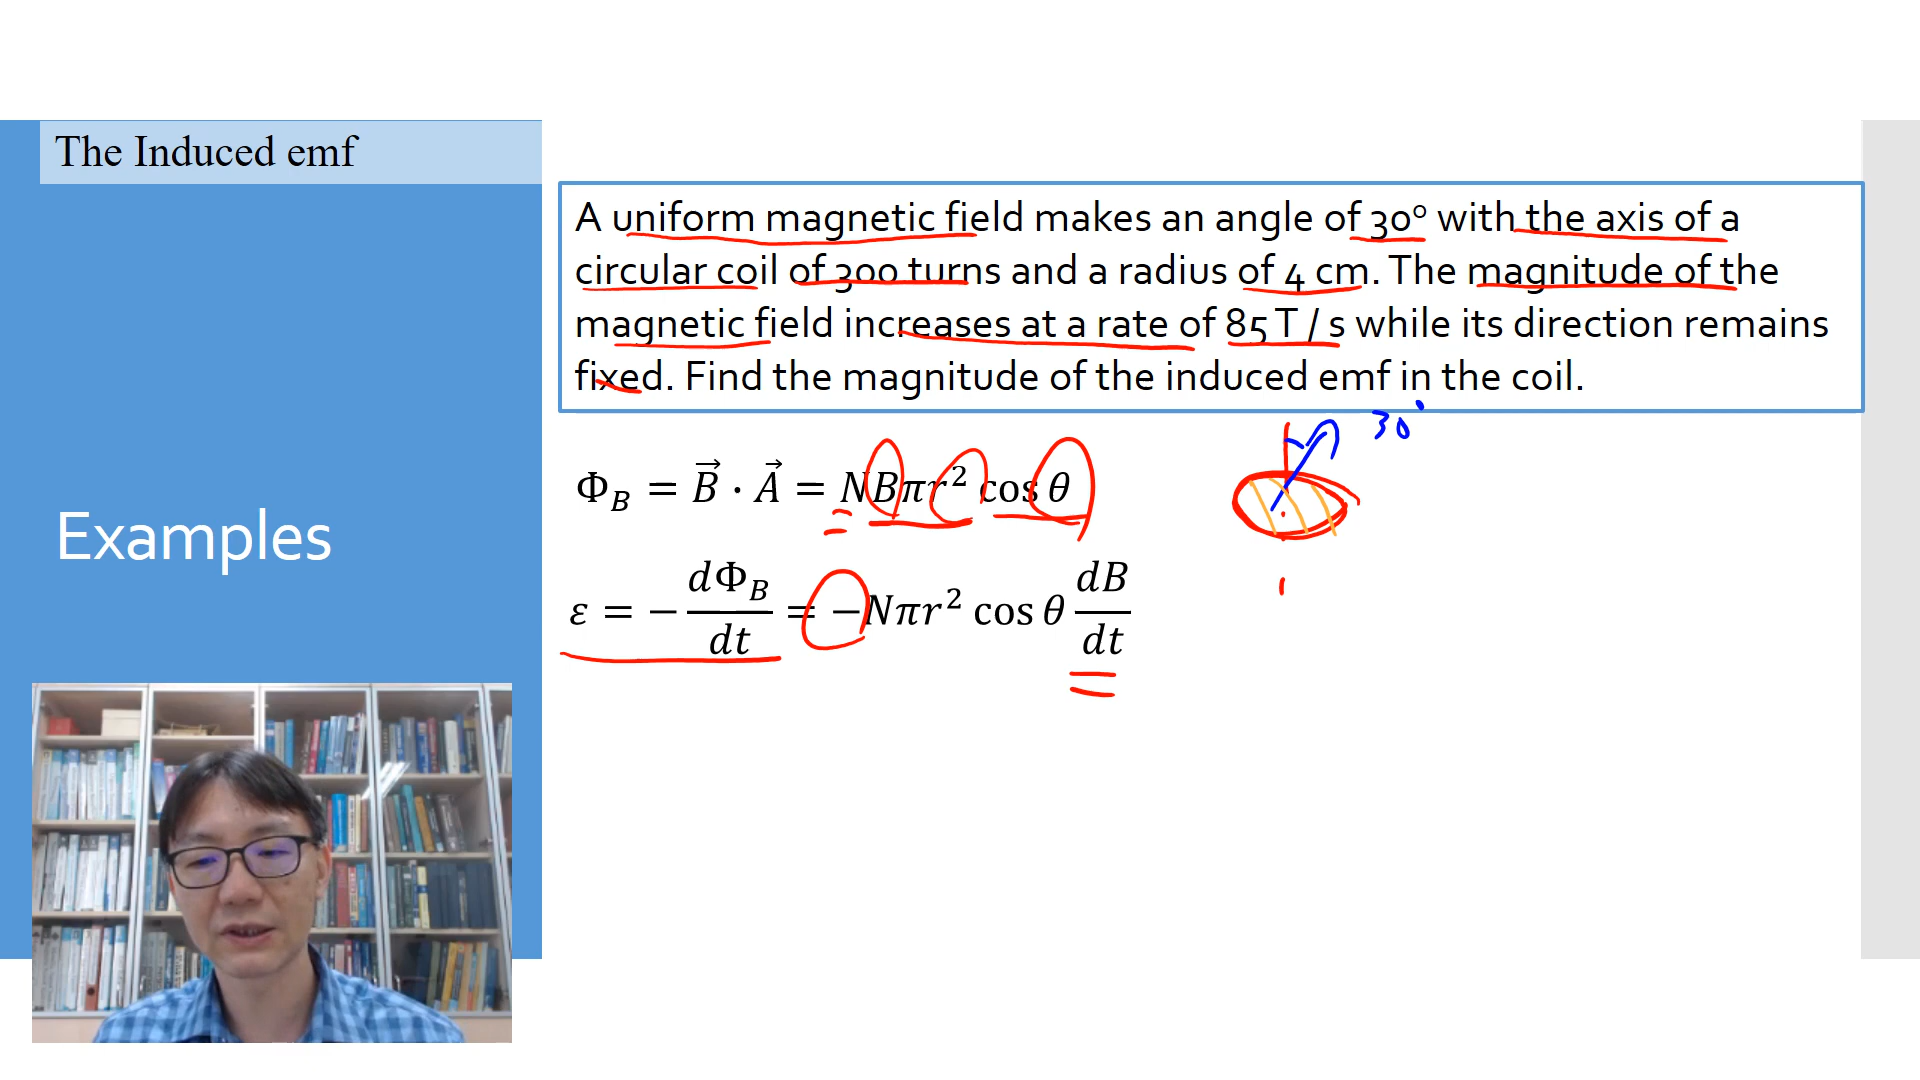 The Induced emf
Examples
A uniform magnetic field makes an angle of 30° with the axis of a
circular coil of 300 turns and a radius of 4 cm. The magnitude of the
magnetic field increases at a rate of 85 T / s while its direction remains
fixed. Find the magnitude of the induced emf in the coil.
30°
Φ_B = B⃗ · A⃗ = NBπr² cos θ
ε = − dΦ_B/dt = −Nπr² cos θ dB/dt